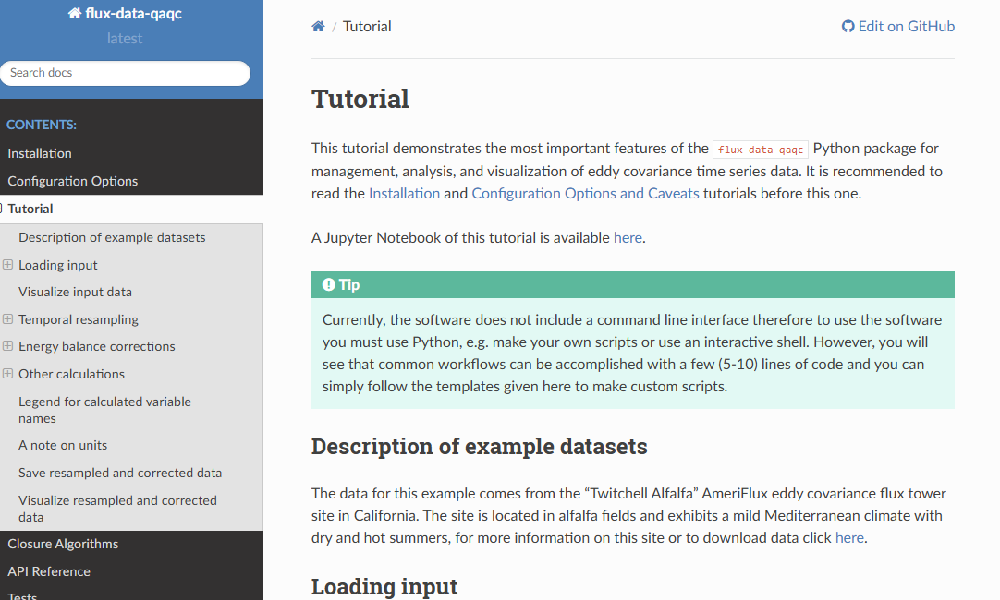 flux-data-qaqc
latest
Search docs
CONTENTS:
Installation
Configuration Options
Tutorial
Description of example datasets
Loading input
Visualize input data
Temporal resampling
Energy balance corrections
Other calculations
Legend for calculated variable
names
A note on units
Save resampled and corrected data
Visualize resampled and corrected
data
Closure Algorithms
API Reference
Tests
/ Tutorial
Edit on GitHub
Tutorial
This tutorial demonstrates the most important features of the flux-data-qaqc Python package for
management, analysis, and visualization of eddy covariance time series data. It is recommended to
read the Installation and Configuration Options and Caveats tutorials before this one.
A Jupyter Notebook of this tutorial is available here.
Tip
Currently, the software does not include a command line interface therefore to use the software
you must use Python, e.g. make your own scripts or use an interactive shell. However, you will
see that common workflows can be accomplished with a few (5-10) lines of code and you can
simply follow the templates given here to make custom scripts.
Description of example datasets
The data for this example comes from the “Twitchell Alfalfa” AmeriFlux eddy covariance flux tower
site in California. The site is located in alfalfa fields and exhibits a mild Mediterranean climate with
dry and hot summers, for more information on this site or to download data click here.
Loading input